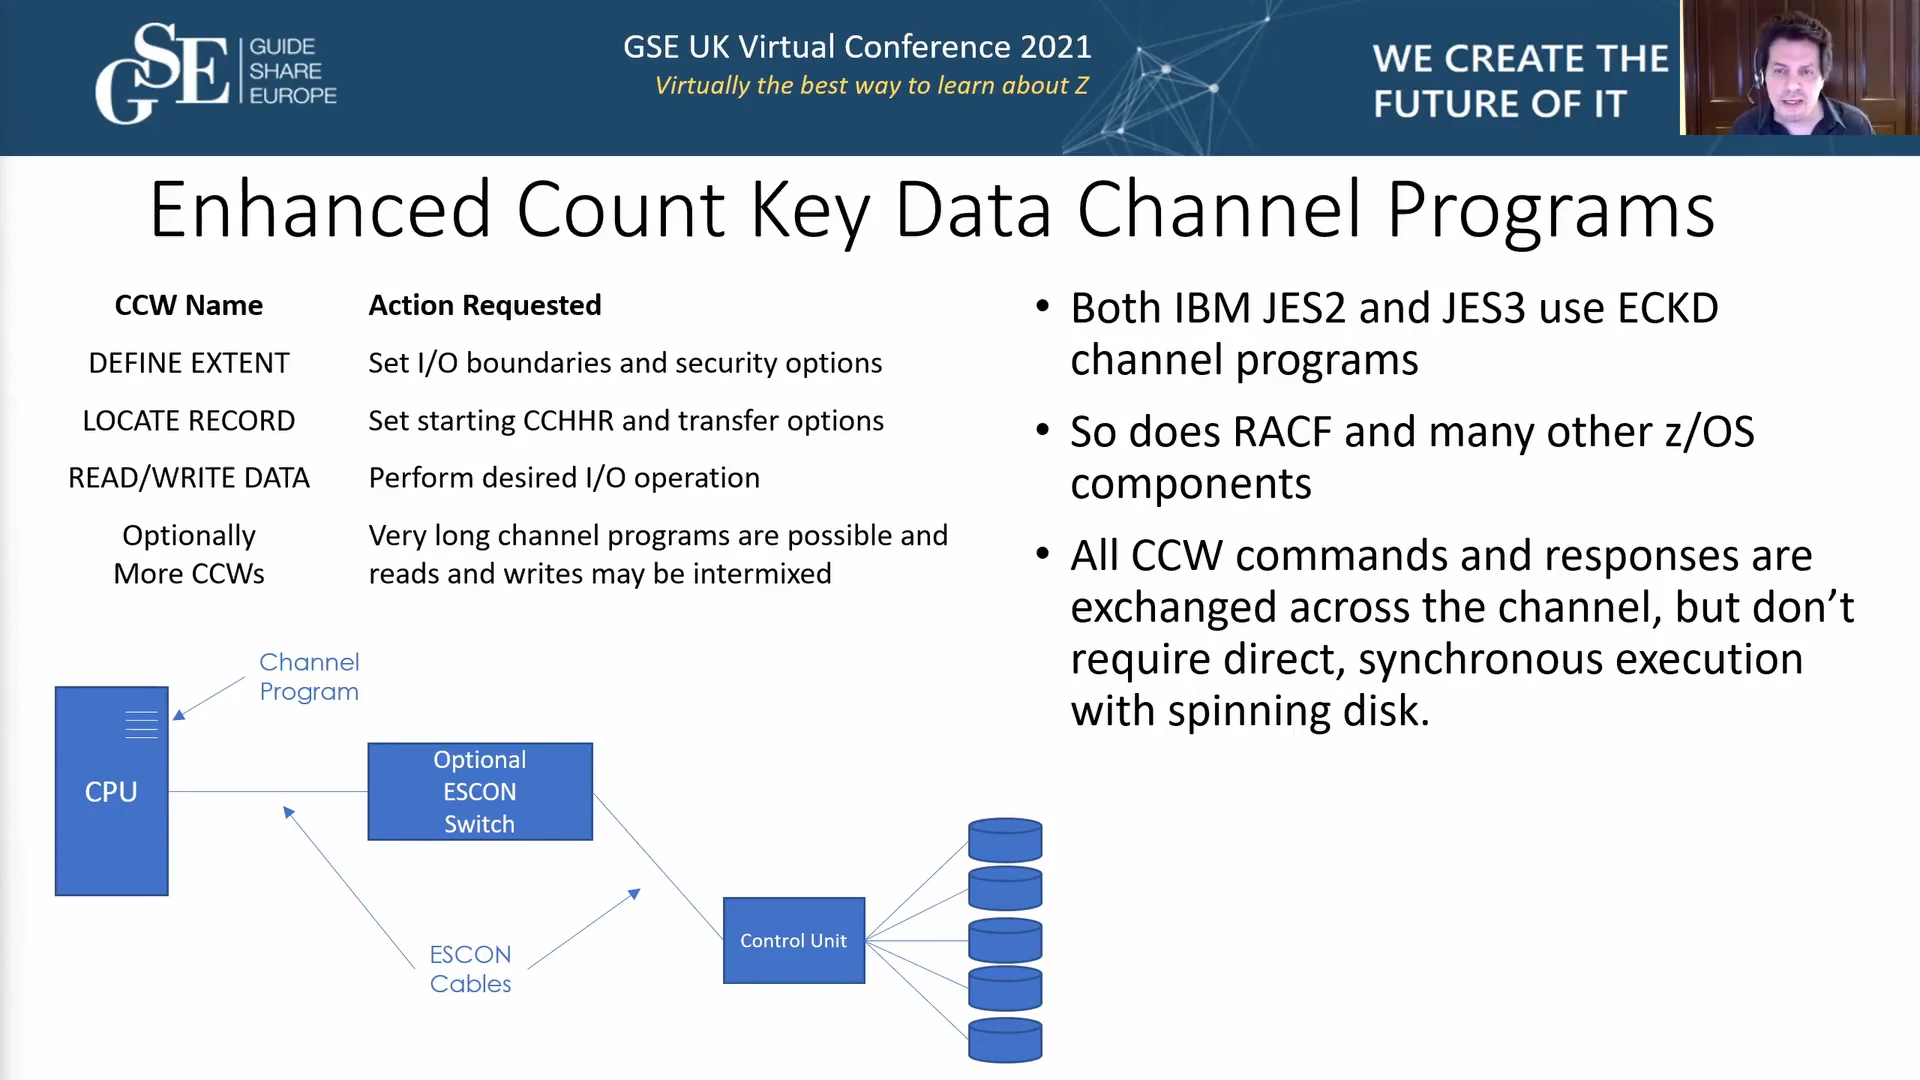 GSE
GUIDE
SHARE
EUROPE
GSE UK Virtual Conference 2021
Virtually the best way to learn about Z
WE CREATE THE
FUTURE OF IT
Enhanced Count Key Data Channel Programs
CCW Name Action Requested
DEFINE EXTENT Set I/O boundaries and security options
LOCATE RECORD Set starting CCHHR and transfer options
READ/WRITE DATA Perform desired I/O operation
Optionally Very long channel programs are possible and
More CCWs reads and writes may be intermixed
• Both IBM JES2 and JES3 use ECKD
channel programs
• So does RACF and many other z/OS
components
• All CCW commands and responses are
exchanged across the channel, but don’t
require direct, synchronous execution
with spinning disk.
Channel
Program
CPU
Optional
ESCON
Switch
Control Unit
ESCON
Cables